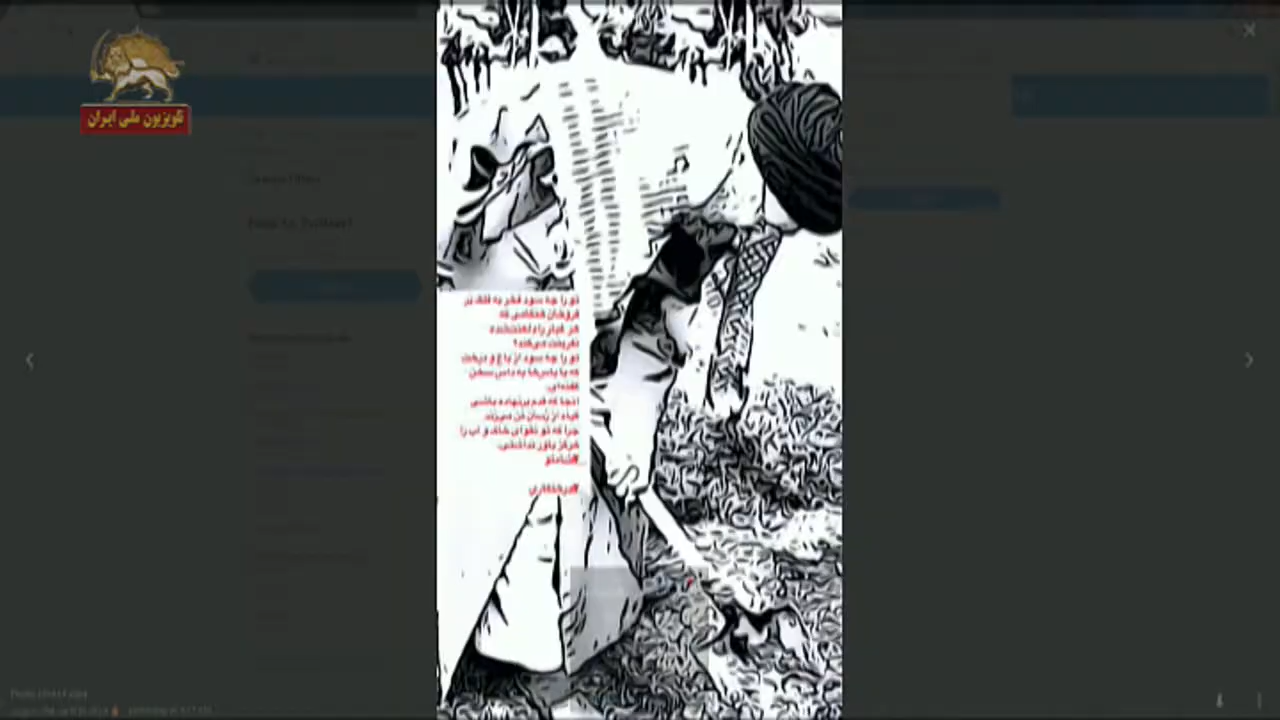 تلویزیون ملی ایران
تو را چه سود فخر به فلک بر
فروختن هنگامی که
هر غبار راه لعنت‌شده
نفرینت می‌کند؟
تو را چه سود از باغ و درخت
که با یاس‌ها به داس سخن
گفته‌ای.
آنجا که قدم برنهاده باشی
گیاه از رستن تن می‌زند
چرا که تو تقوای خاک و آب را
هرگز باور نداشتی.
#شاملو
#درختکاری